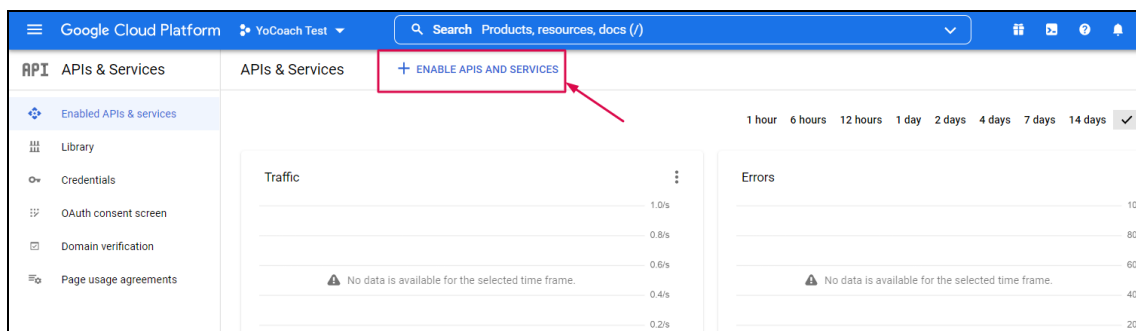 Google Cloud Platform YoCoach Test Search Products, resources, docs (/)
API APIs & Services
APIs & Services + ENABLE APIS AND SERVICES
Enabled APIs & services
Library
Credentials
OAuth consent screen
Domain verification
Page usage agreements
1 hour 6 hours 12 hours 1 day 2 days 4 days 7 days 14 days
Traffic
1.0/s
0.8/s
0.6/s
No data is available for the selected time frame.
0.4/s
0.2/s
Errors
No data is available for the selected time frame.